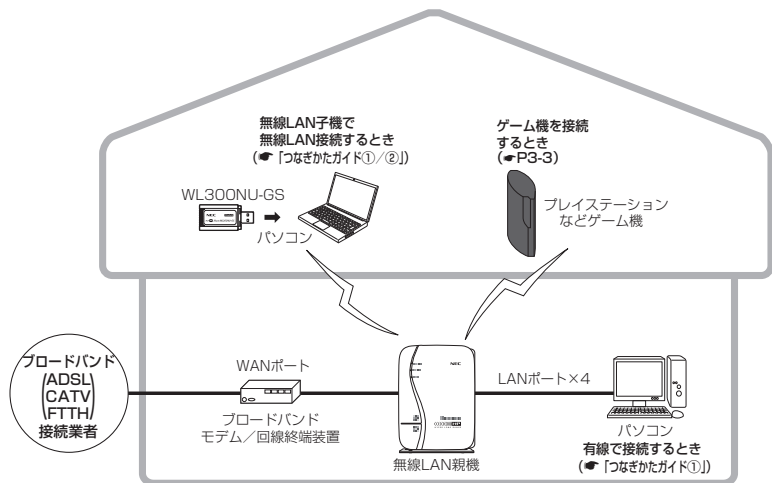 無線LAN子機で
無線LAN接続するとき
(☛「つなぎかたガイド①/②」)
WL300NU-GS
パソコン
ゲーム機を接続
するとき
(☛P3-3)
プレイステーション
などゲーム機
ブロードバンド
(ADSL
CATV
FTTH)
接続業者
WANポート
ブロードバンド
モデム/回線終端装置
NEC
無線LAN親機
LANポート×4
パソコン
有線で接続するとき
(☛「つなぎかたガイド①」)